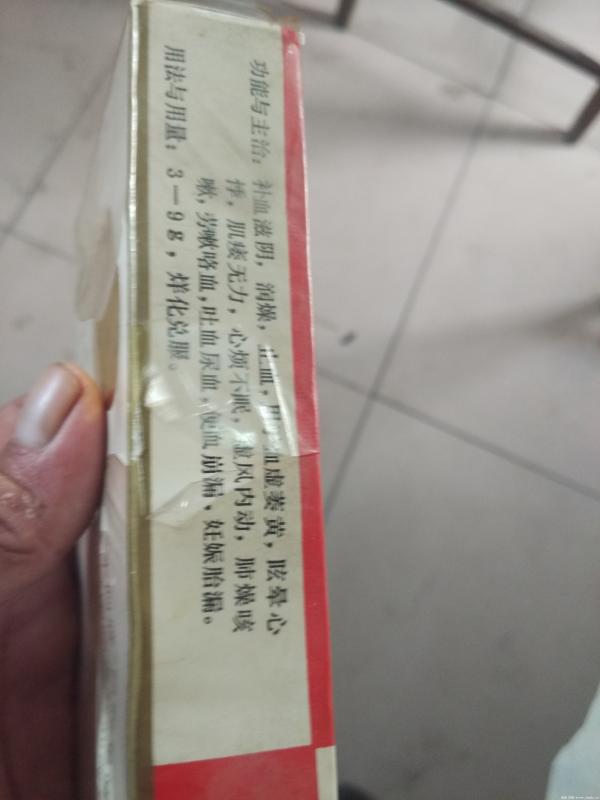 功能与主治：补血滋阴，润燥，止血，用于血虚萎黄，眩晕心
悸，肌痿无力，心烦不眠，虚风内动，肺燥咳
嗽，劳嗽咯血，吐血尿血，便血崩漏，妊娠胎漏。
用法与用量：3—9g，烊化兑服。